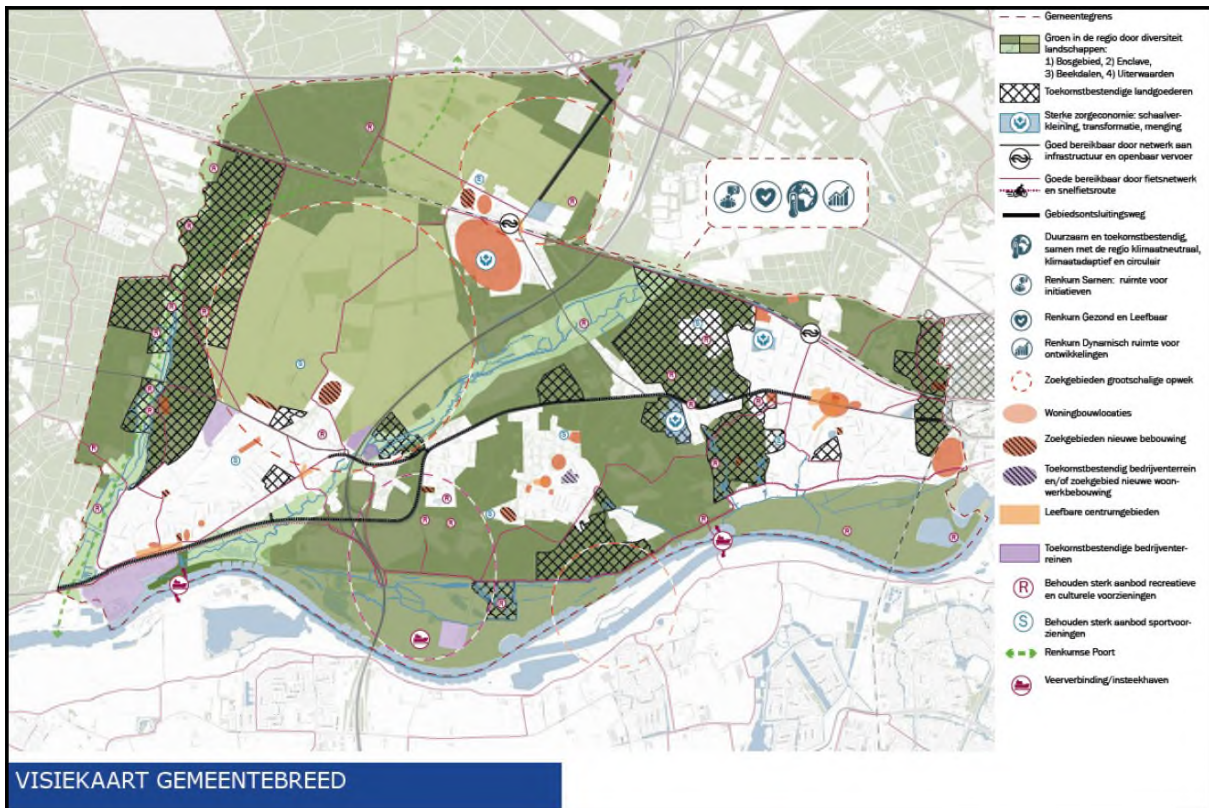 Gemeentegrens
Groen in de regio door diversiteit
landschappen:
1) Bosgebied, 2) Enclave,
3) Beekdalen, 4) Uiterwaarden
Toekomstbestendige landgoederen
Sterke zorgeconomie: schaalver-
kleining, transformatie, menging
Goed bereikbaar door netwerk aan
infrastructuur en openbaar vervoer
Goede bereikbaar door fietsnetwerk
en snelfietsroute
Gebiedsontsluitingsweg
Duurzaam en toekomstbestendig,
samen met de regio klimaatneutraal,
klimaatadaptief en circulair
Renkum Samen: ruimte voor
initiatieven
Renkum Gezond en Leefbaar
Renkum Dynamisch ruimte voor
ontwikkelingen
Zoekgebieden grootschalige opwek
Woningbouwlocaties
Zoekgebieden nieuwe bebouwing
Toekomstbestendig bedrijventerrein
en/of zoekgebied nieuwe woon-
werkbebouwing
Leefbare centrumgebieden
Toekomstbestendige bedrijventer-
reinen
R
Behouden sterk aanbod recreatieve
en culturele voorzieningen
S
Behouden sterk aanbod sportvoor-
zieningen
Renkumse Poort
Veerverbinding/insteekhaven
VISIEKAART GEMEENTEBREED